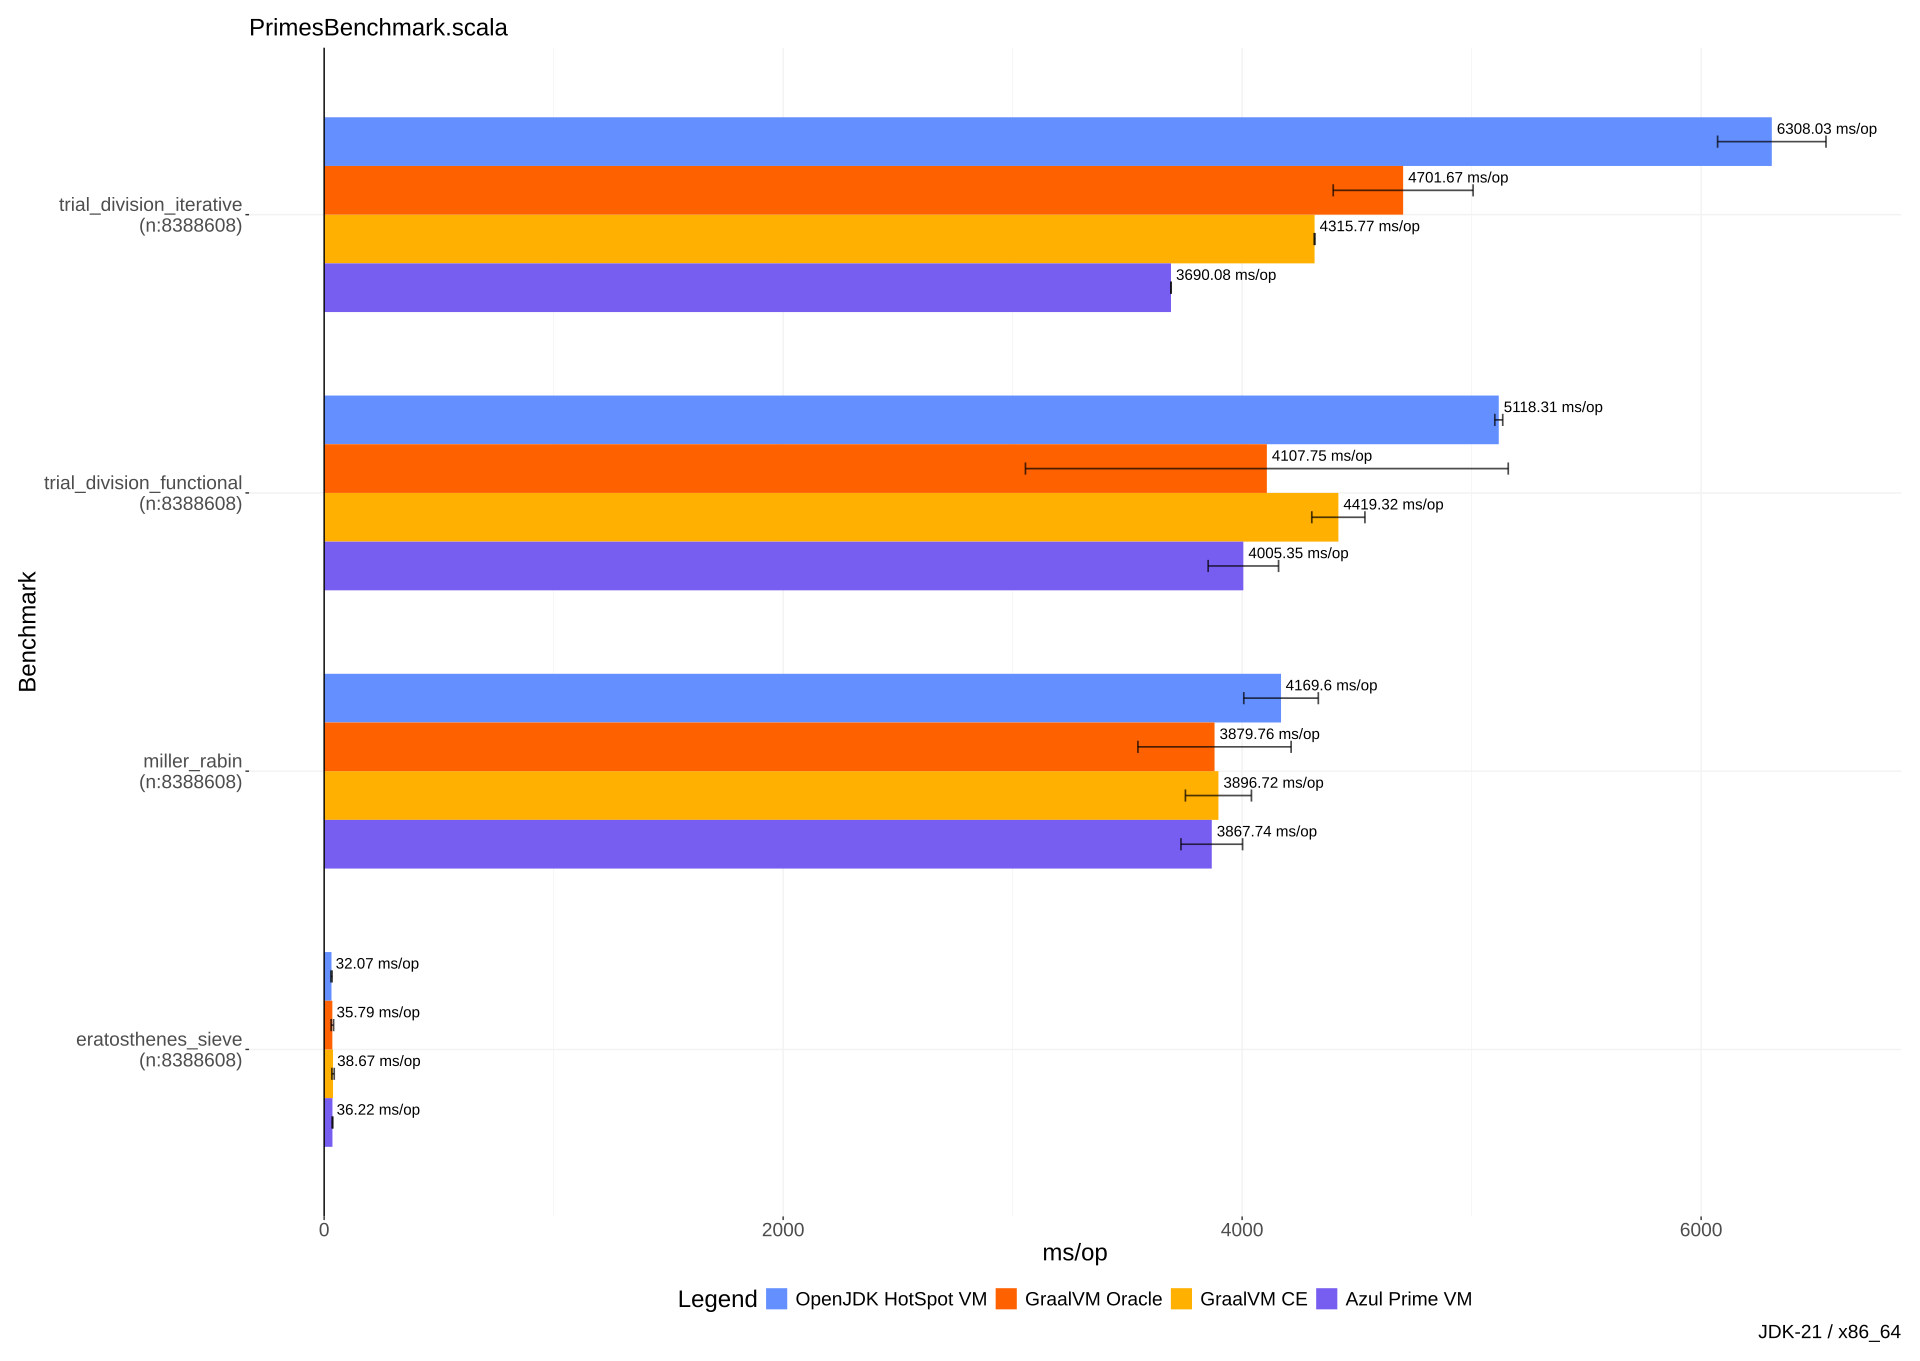 PrimesBenchmark.scala
Benchmark
trial_division_iterative
(n:8388608)
6308.03 ms/op
4701.67 ms/op
4315.77 ms/op
3690.08 ms/op
trial_division_functional
(n:8388608)
5118.31 ms/op
4107.75 ms/op
4419.32 ms/op
4005.35 ms/op
miller_rabin
(n:8388608)
4169.6 ms/op
3879.76 ms/op
3896.72 ms/op
3867.74 ms/op
eratosthenes_sieve
(n:8388608)
32.07 ms/op
35.79 ms/op
38.67 ms/op
36.22 ms/op
0 2000 4000 6000
ms/op
Legend OpenJDK HotSpot VM GraalVM Oracle GraalVM CE Azul Prime VM
JDK-21 / x86_64